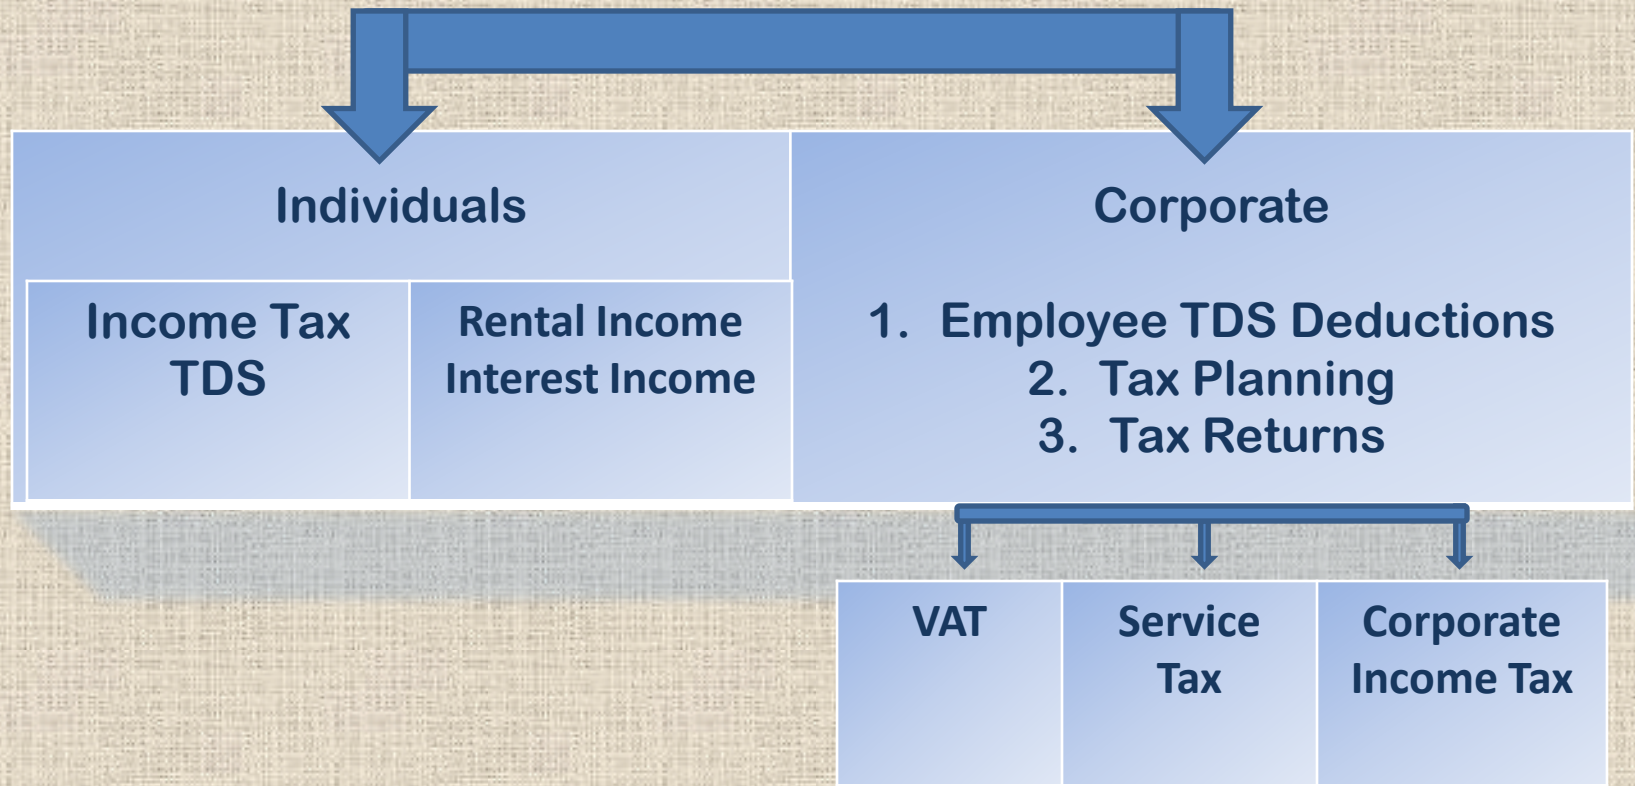 Individuals
Income Tax
TDS
Rental Income
Interest Income
Corporate
1. Employee TDS Deductions
2. Tax Planning
3. Tax Returns
VAT
Service
Tax
Corporate
Income Tax